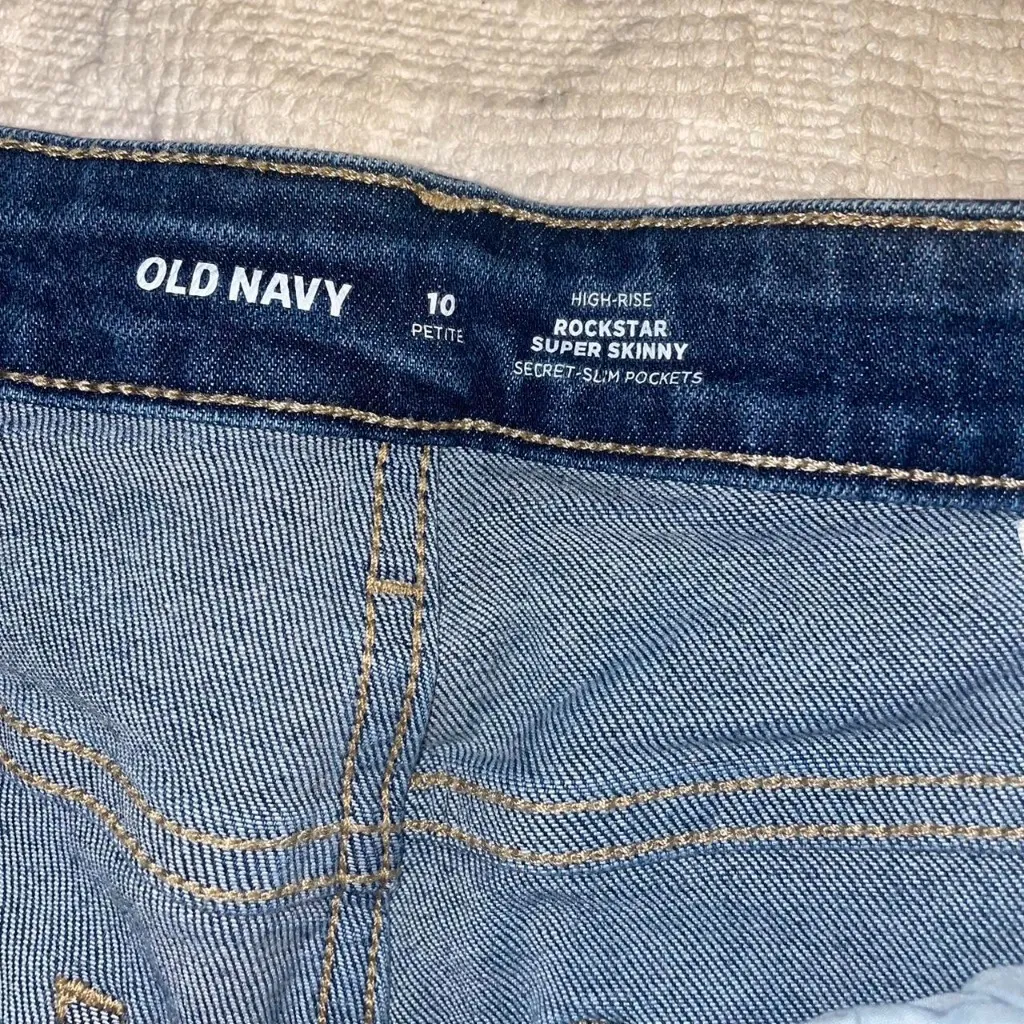 OLD NAVY
10
PETITE
HIGH-RISE
ROCKSTAR
SUPER SKINNY
SECRET-SLIM POCKETS